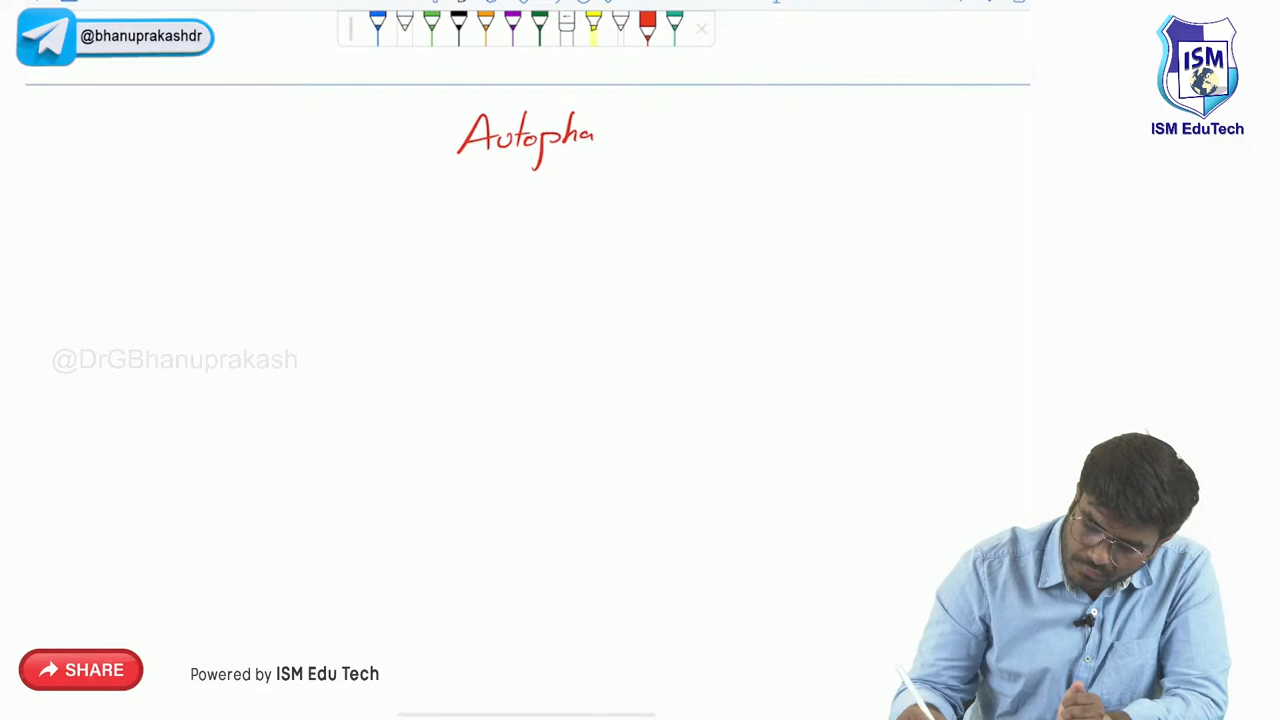 @bhanuprakashdr
ISM
ISM EduTech
Autopha
@DrGBhanuprakash
SHARE
Powered by ISM Edu Tech